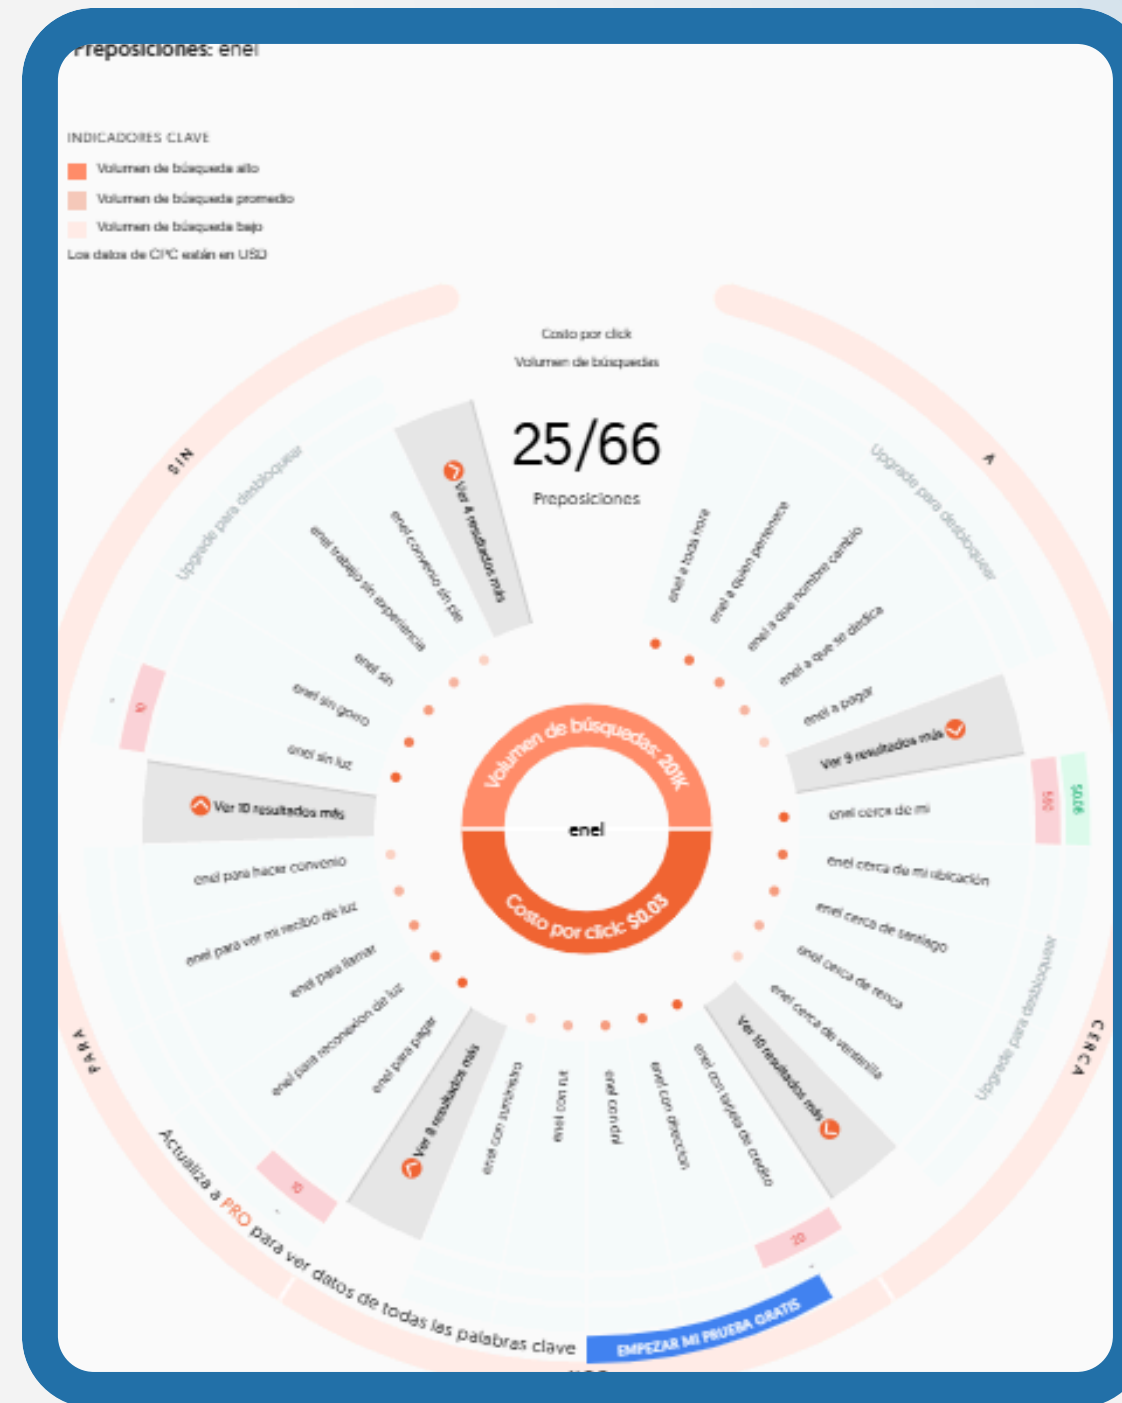 Preposiciones: enel
INDICADORES CLAVE
Volumen de búsqueda alto
Volumen de búsqueda promedio
Volumen de búsqueda bajo
Los datos de CPC están en USD
Costo por click
Volumen de búsquedas
25/66
Preposiciones
A
Upgrade para desbloquear
enel a toda hora
enel a quien pertenece
enel a que nombre cambio
enel a que se dedica
enel a pagar
Ver 9 resultados más
CERCA
Upgrade para desbloquear
enel cerca de mi
590
$0.06
enel cerca de mi ubicación
enel cerca de santiago
enel cerca de renca
enel cerca de ventanilla
Ver 10 resultados más
enel con tarjeta de credito
20
-
enel con direccion
enel con dni
enel con rut
enel con suministro
Ver 8 resultados más
PARA
enel para pagar
10
-
enel para reconexion de luz
enel para llamar
enel para ver mi recibo de luz
enel para hacer convenio
Ver 10 resultados más
SIN
Upgrade para desbloquear
enel sin luz
-
enel sin gorro
enel sin
enel trabajo sin experiencia
enel convenio sin pie
Ver 4 resultados más
Volumen de búsquedas: 201K
enel
Costo por click: $0.03
Actualiza a PRO para ver datos de todas las palabras clave
EMPEZAR MI PRUEBA GRATIS